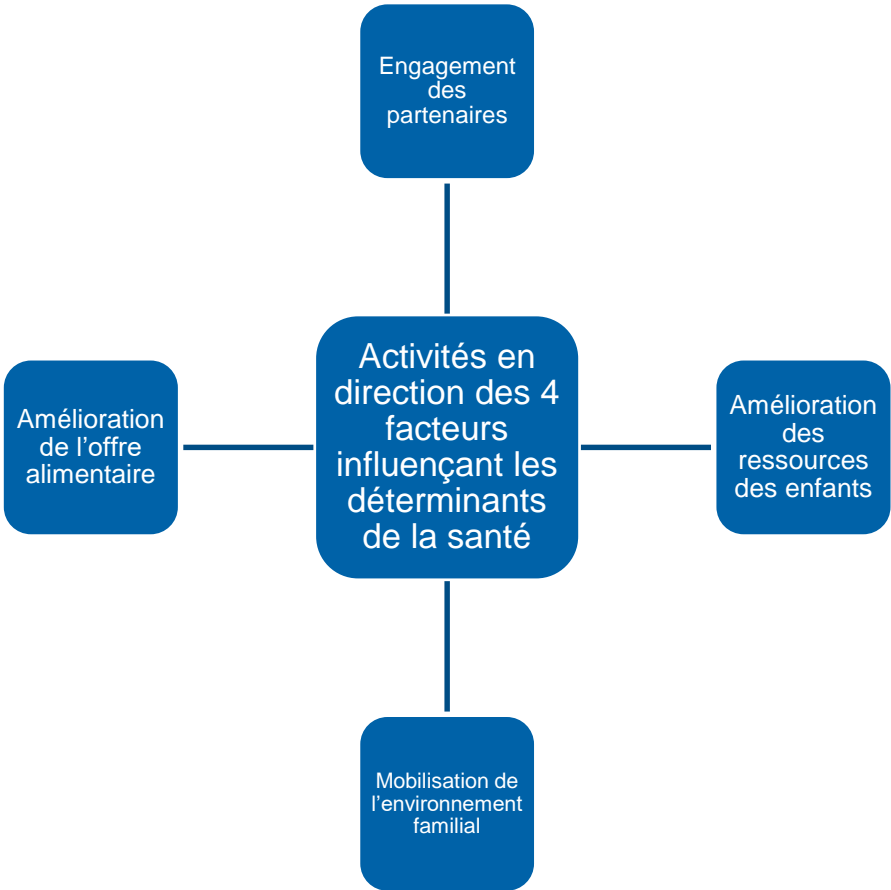 Engagement
des
partenaires
Amélioration
de l’offre
alimentaire
Activités en
direction des 4
facteurs
influençant les
déterminants
de la santé
Amélioration
des
ressources
des enfants
Mobilisation de
l’environnement
familial